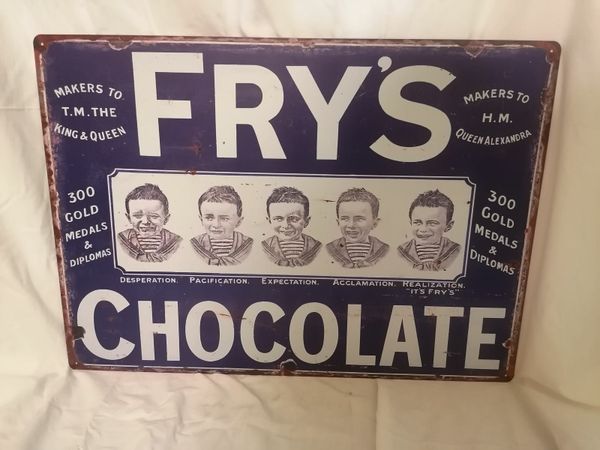 FRY'S
MAKERS TO
T.M. THE
KING & QUEEN
MAKERS TO
H.M.
QUEEN ALEXANDRA
300
GOLD
MEDALS
&
DIPLOMAS
300
GOLD
MEDALS
&
DIPLOMAS
DESPERATION. PACIFICATION. EXPECTATION. ACCLAMATION. REALIZATION.
"IT'S FRY'S"
CHOCOLATE